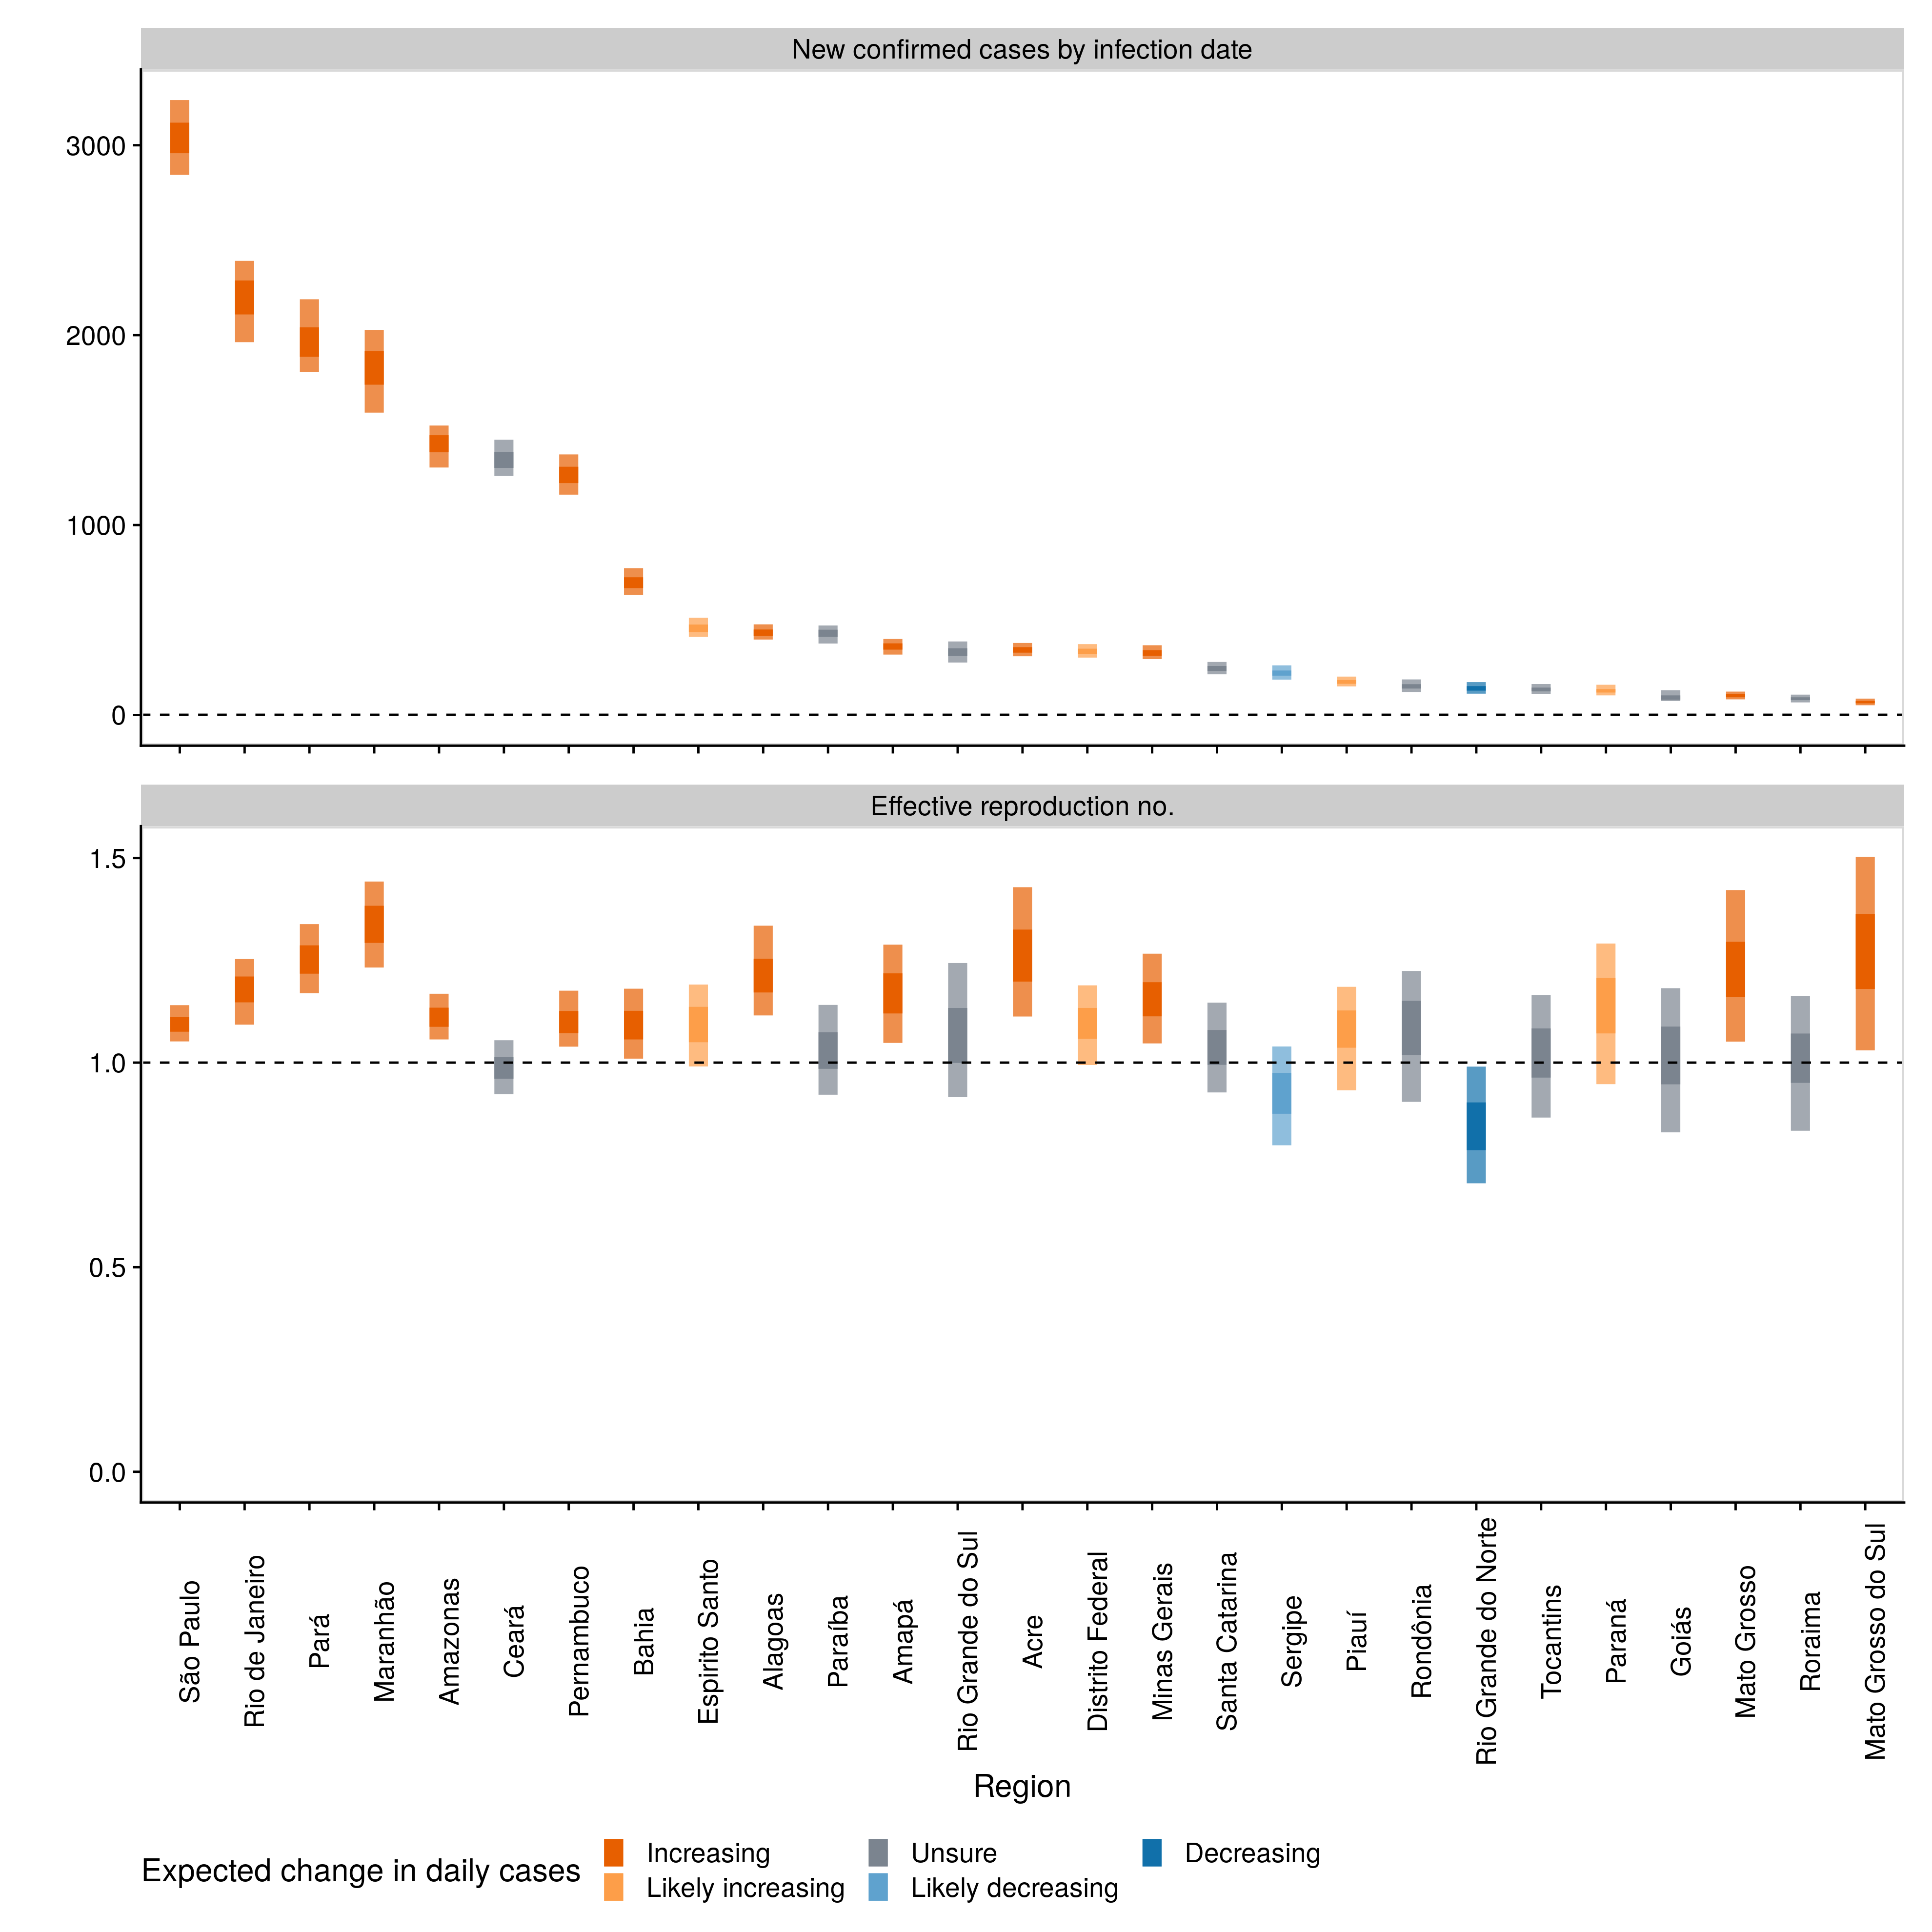 New confirmed cases by infection date
3000
2000
1000
0
Effective reproduction no.
1.5
1.0
0.5
0.0
São Paulo
Rio de Janeiro
Pará
Maranhão
Amazonas
Ceará
Pernambuco
Bahia
Espirito Santo
Alagoas
Paraíba
Amapá
Rio Grande do Sul
Acre
Distrito Federal
Minas Gerais
Santa Catarina
Sergipe
Piauí
Rondônia
Rio Grande do Norte
Tocantins
Paraná
Goiás
Mato Grosso
Roraima
Mato Grosso do Sul
Region
Expected change in daily cases
Increasing
Likely increasing
Unsure
Likely decreasing
Decreasing